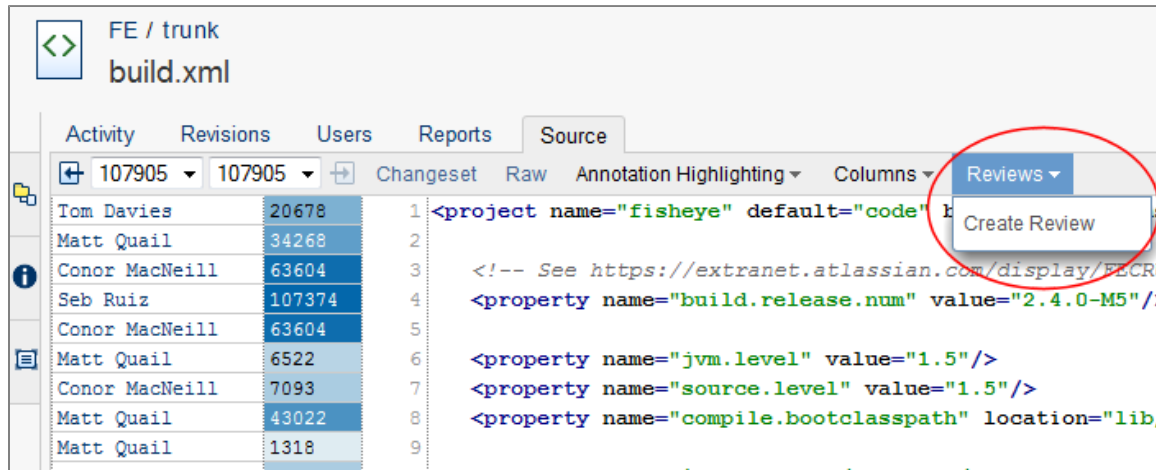 FE / trunk
build.xml
Activity Revisions Users Reports Source
107905 107905 Changeset Raw Annotation Highlighting Columns Reviews
Create Review
Tom Davies 20678 1 <project name="fisheye" default="code"
Matt Quail 34268 2
Conor MacNeill 63604 3 <!-- See https://extranet.atlassian.com/display/FECR
Seb Ruiz 107374 4 <property name="build.release.num" value="2.4.0-M5"/
Conor MacNeill 63604 5
Matt Quail 6522 6 <property name="jvm.level" value="1.5"/>
Conor MacNeill 7093 7 <property name="source.level" value="1.5"/>
Matt Quail 43022 8 <property name="compile.bootclasspath" location="lib
Matt Quail 1318 9